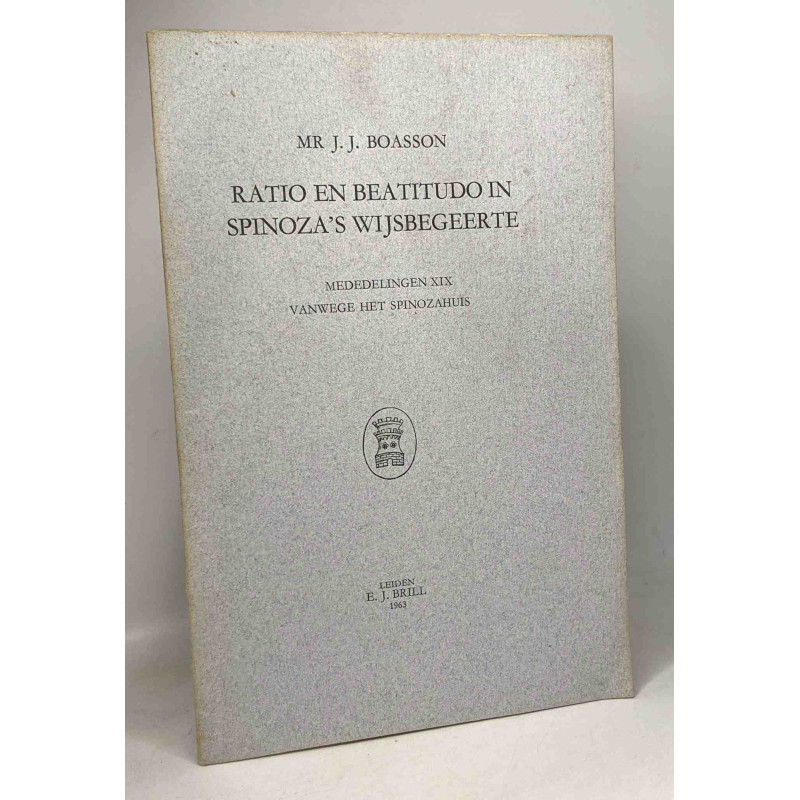 MR J. J. BOASSON
RATIO EN BEATITUDO IN
SPINOZA'S WIJSBEGEERTE
MEDEDELINGEN XIX
VANWEGE HET SPINOZAHUIS
LEIDEN
E. J. BRILL
1963